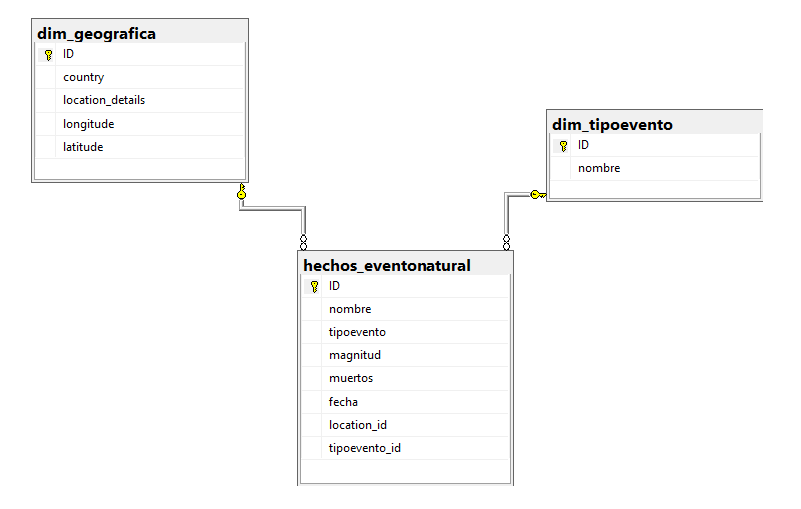 dim_geografica
ID
country
location_details
longitude
latitude
dim_tipoevento
ID
nombre
hechos_eventonatural
ID
nombre
tipoevento
magnitud
muertos
fecha
location_id
tipoevento_id